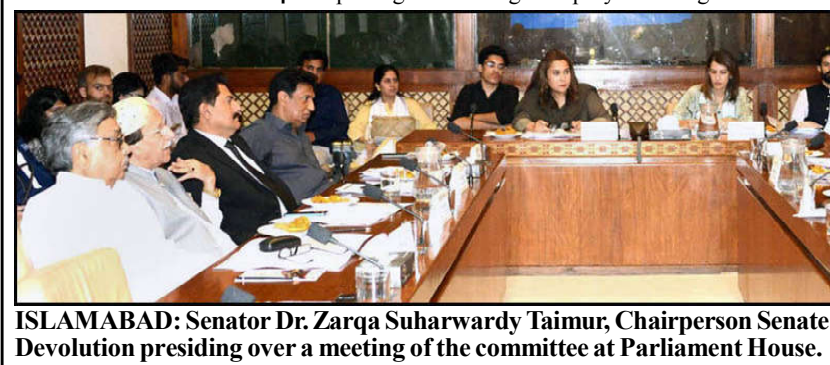 ISLAMABAD: Senator Dr. Zarqa Suharwardy Taimur, Chairperson Senate
Devolution presiding over a meeting of the committee at Parliament House.